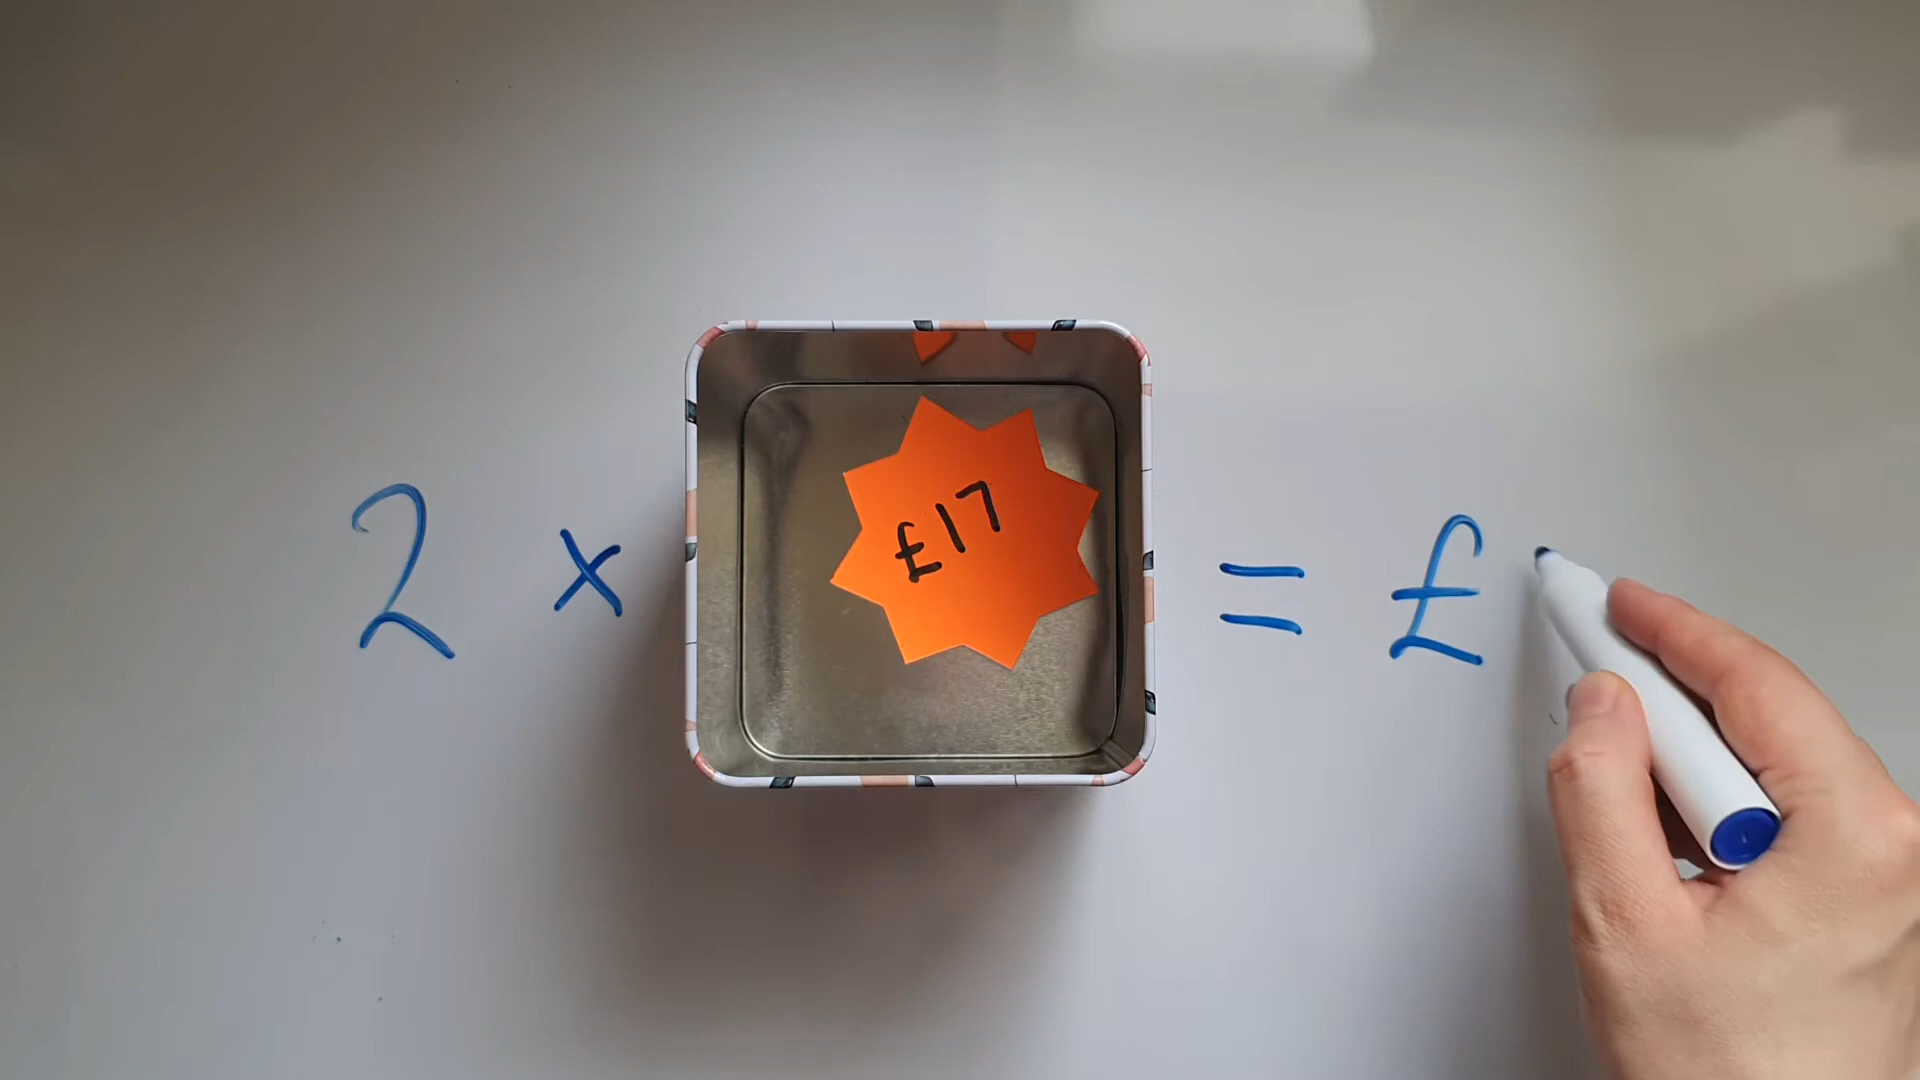 2 × £17 = £